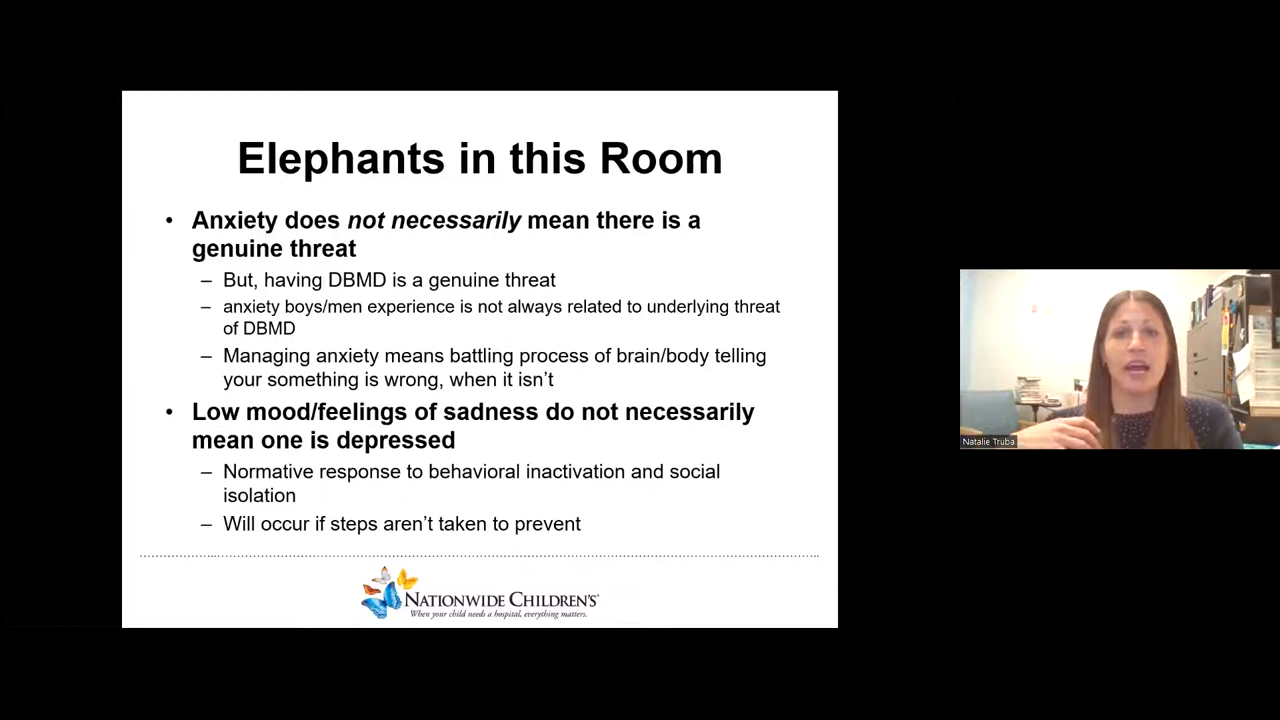 Elephants in this Room
• Anxiety does not necessarily mean there is a
genuine threat
– But, having DBMD is a genuine threat
– anxiety boys/men experience is not always related to underlying threat
of DBMD
– Managing anxiety means battling process of brain/body telling
your something is wrong, when it isn't
• Low mood/feelings of sadness do not necessarily
mean one is depressed
– Normative response to behavioral inactivation and social
isolation
– Will occur if steps aren't taken to prevent
NATIONWIDE CHILDREN'S
When your child needs a hospital, everything matters.
Natalie Truba